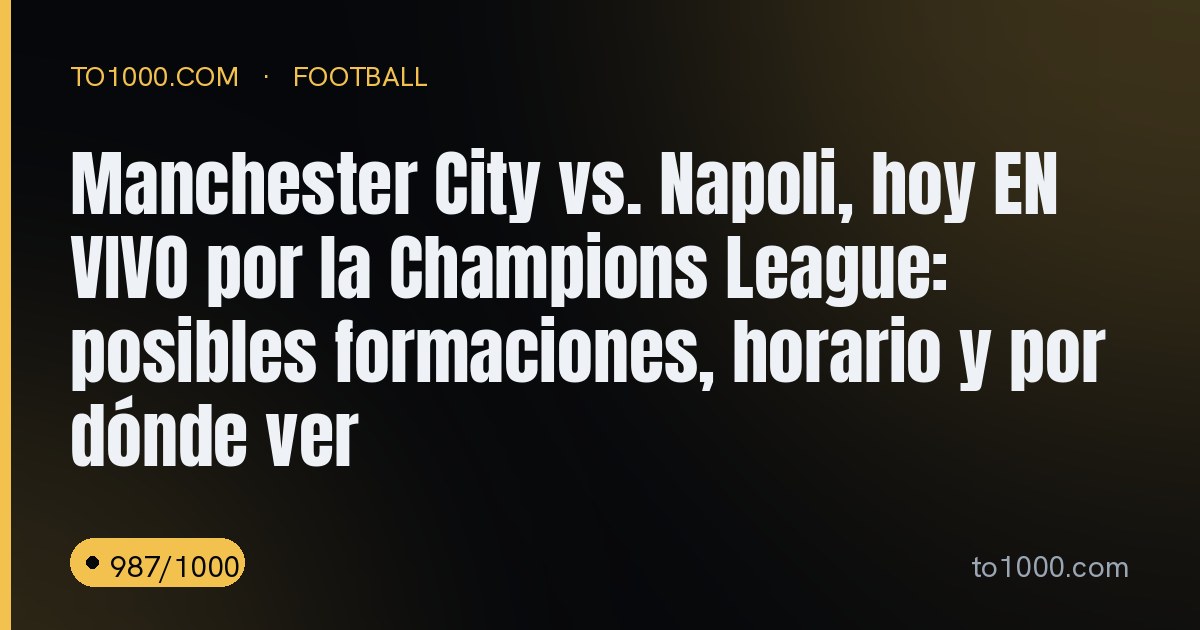 TO1000.COM · FOOTBALL
Manchester City vs. Napoli, hoy EN
VIVO por la Champions League:
posibles formaciones, horario y por
dónde ver
987/1000
to1000.com